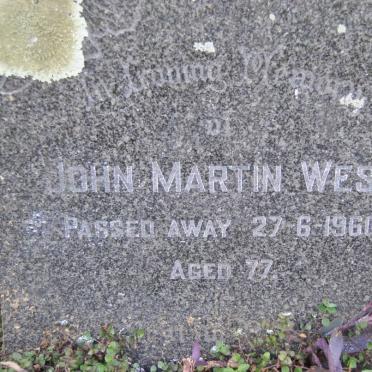 In Loving Memory
of
JOHN MARTIN WES
PASSED AWAY 27-6-1960
AGED 77.